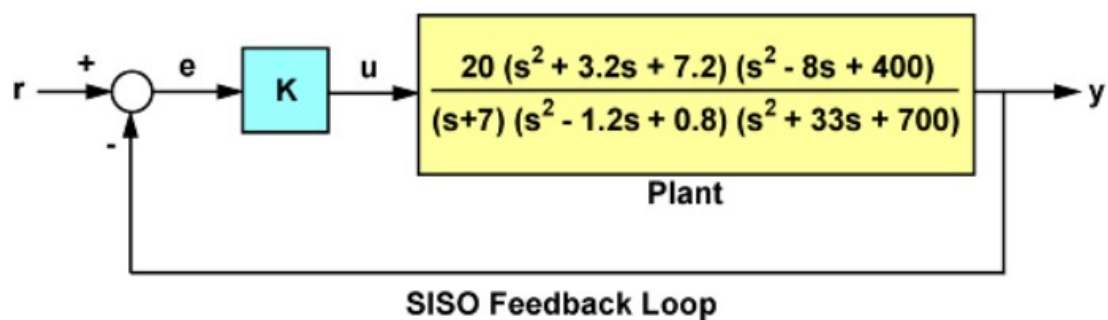 +
r
e
K
u
20 (s² + 3.2s + 7.2) (s² - 8s + 400)
(s+7) (s² - 1.2s + 0.8) (s² + 33s + 700)
y
-
Plant
SISO Feedback Loop